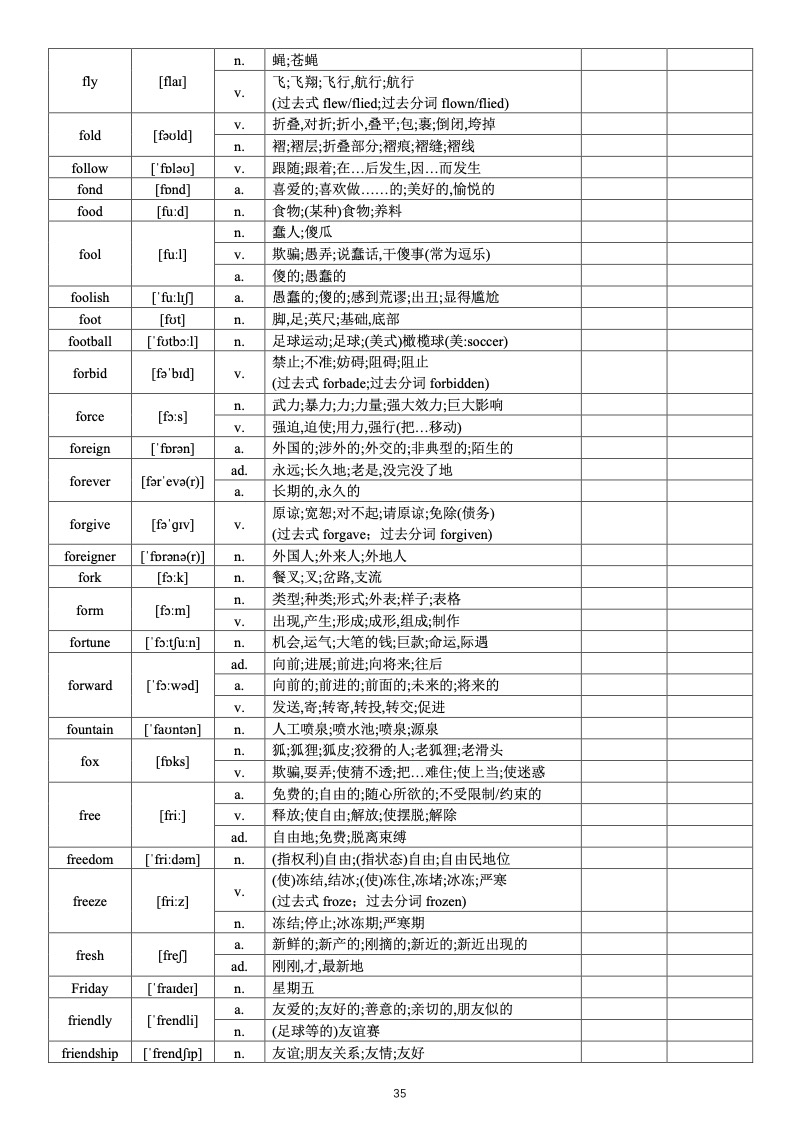 fly [flaɪ] n. 蝇;苍蝇
v. 飞;飞翔;飞行,航行;航行
(过去式 flew/flied;过去分词 flown/flied)
fold [fəʊld] v. 折叠,对折;折小,叠平;包;裹;倒闭,垮掉
n. 褶;褶层;折叠部分;褶痕;褶缝;褶线
follow [ˈfɒləʊ] v. 跟随;跟着;在…后发生,因…而发生
fond [fɒnd] a. 喜爱的;喜欢做……的;美好的,愉悦的
food [fuːd] n. 食物;(某种)食物;养料
fool [fuːl] n. 蠢人;傻瓜
v. 欺骗;愚弄;说蠢话,干傻事(常为逗乐)
a. 傻的;愚蠢的
foolish [ˈfuːlɪʃ] a. 愚蠢的;傻的;感到荒谬;出丑;显得尴尬
foot [fʊt] n. 脚,足;英尺;基础,底部
football [ˈfʊtbɔːl] n. 足球运动;足球;(美式)橄榄球(美:soccer)
forbid [fəˈbɪd] v. 禁止;不准;妨碍;阻碍;阻止
(过去式 forbade;过去分词 forbidden)
force [fɔːs] n. 武力;暴力;力;力量;强大效力;巨大影响
v. 强迫,迫使;用力,强行(把…移动)
foreign [ˈfɒrən] a. 外国的;涉外的;外交的;非典型的;陌生的
forever [fərˈevə(r)] ad. 永远;长久地;老是,没完没了地
a. 长期的,永久的
forgive [fəˈɡɪv] v. 原谅;宽恕;对不起;请原谅;免除(债务)
(过去式 forgave；过去分词 forgiven)
foreigner [ˈfɒrənə(r)] n. 外国人;外来人;外地人
fork [fɔːk] n. 餐叉;叉;岔路,支流
form [fɔːm] n. 类型;种类;形式;外表;样子;表格
v. 出现,产生;形成;成形,组成;制作
fortune [ˈfɔːtʃuːn] n. 机会,运气;大笔的钱;巨款;命运,际遇
forward [ˈfɔːwəd] ad. 向前;进展;前进;向将来;往后
a. 向前的;前进的;前面的;未来的;将来的
v. 发送,寄;转寄,转投,转交;促进
fountain [ˈfaʊntən] n. 人工喷泉;喷水池;喷泉;源泉
fox [fɒks] n. 狐;狐狸;狐皮;狡猾的人;老狐狸;老滑头
v. 欺骗,耍弄;使猜不透;把…难住;使上当;使迷惑
free [friː] a. 免费的;自由的;随心所欲的;不受限制/约束的
v. 释放;使自由;解放;使摆脱;解除
ad. 自由地;免费;脱离束缚
freedom [ˈfriːdəm] n. (指权利)自由;(指状态)自由;自由民地位
freeze [friːz] v. (使)冻结,结冰;(使)冻住,冻堵;冰冻;严寒
(过去式 froze；过去分词 frozen)
n. 冻结;停止;冰冻期;严寒期
fresh [freʃ] a. 新鲜的;新产的;刚摘的;新近的;新近出现的
ad. 刚刚,才,最新地
Friday [ˈfraɪdeɪ] n. 星期五
friendly [ˈfrendli] a. 友爱的;友好的;善意的;亲切的,朋友似的
n. (足球等的)友谊赛
friendship [ˈfrendʃɪp] n. 友谊;朋友关系;友情;友好
35